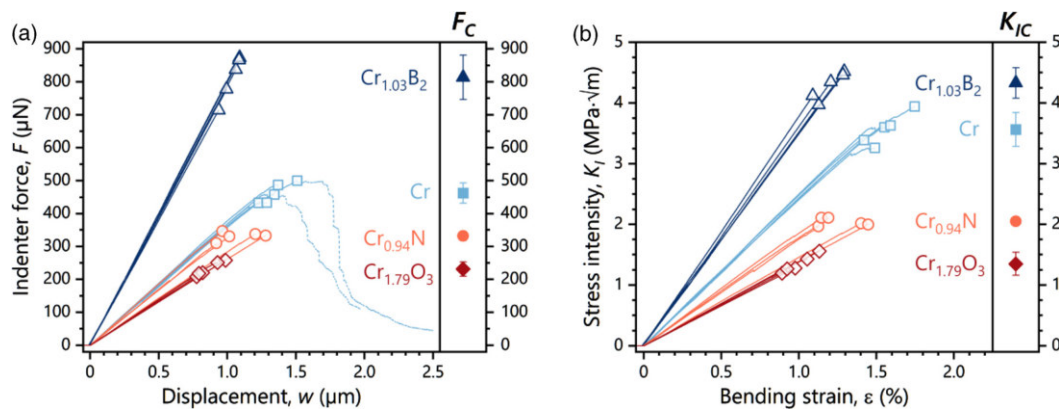 (a)
F_C
900
800
700
600
500
400
300
200
100
0
Indenter force, F (μN)
Cr1.03B2
Cr
Cr0.94N
Cr1.79O3
900
800
700
600
500
400
300
200
100
0
0
0.5
1.0
1.5
2.0
2.5
Displacement, w (μm)
(b)
K_IC
5
4
3
2
1
0
Stress intensity, K_I (MPa·√m)
Cr1.03B2
Cr
Cr0.94N
Cr1.79O3
5
4
3
2
1
0
0
0.5
1.0
1.5
2.0
Bending strain, ε (%)